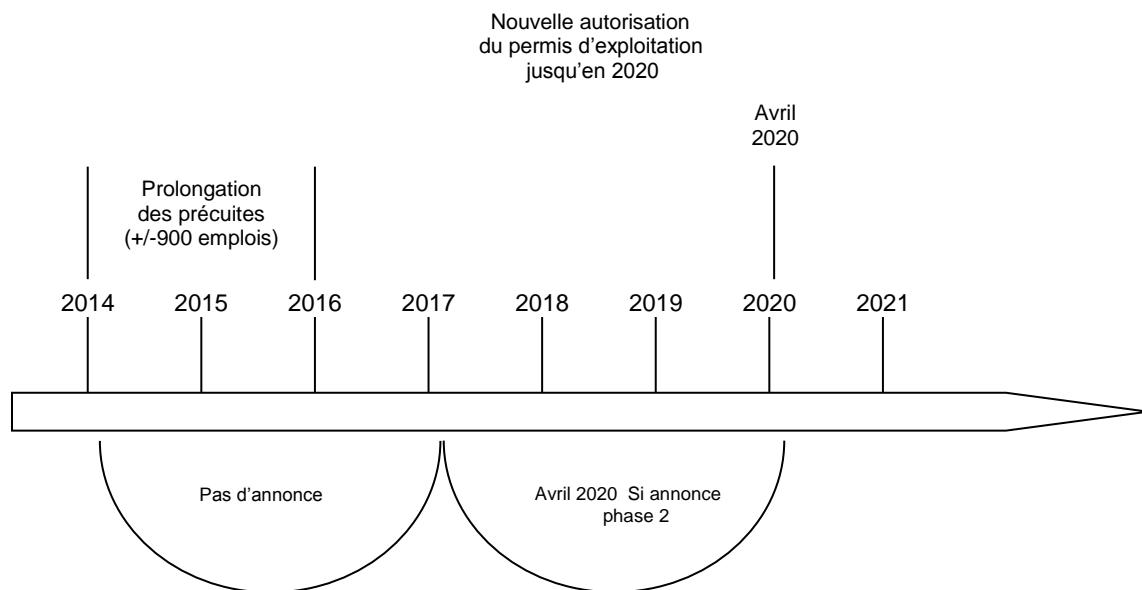 Nouvelle autorisation
du permis d’exploitation
jusqu’en 2020
Avril
2020
Prolongation
des précuites
(+/-900 emplois)
2014 2015 2016 2017 2018 2019 2020 2021
Pas d’annonce
Avril 2020 Si annonce
phase 2